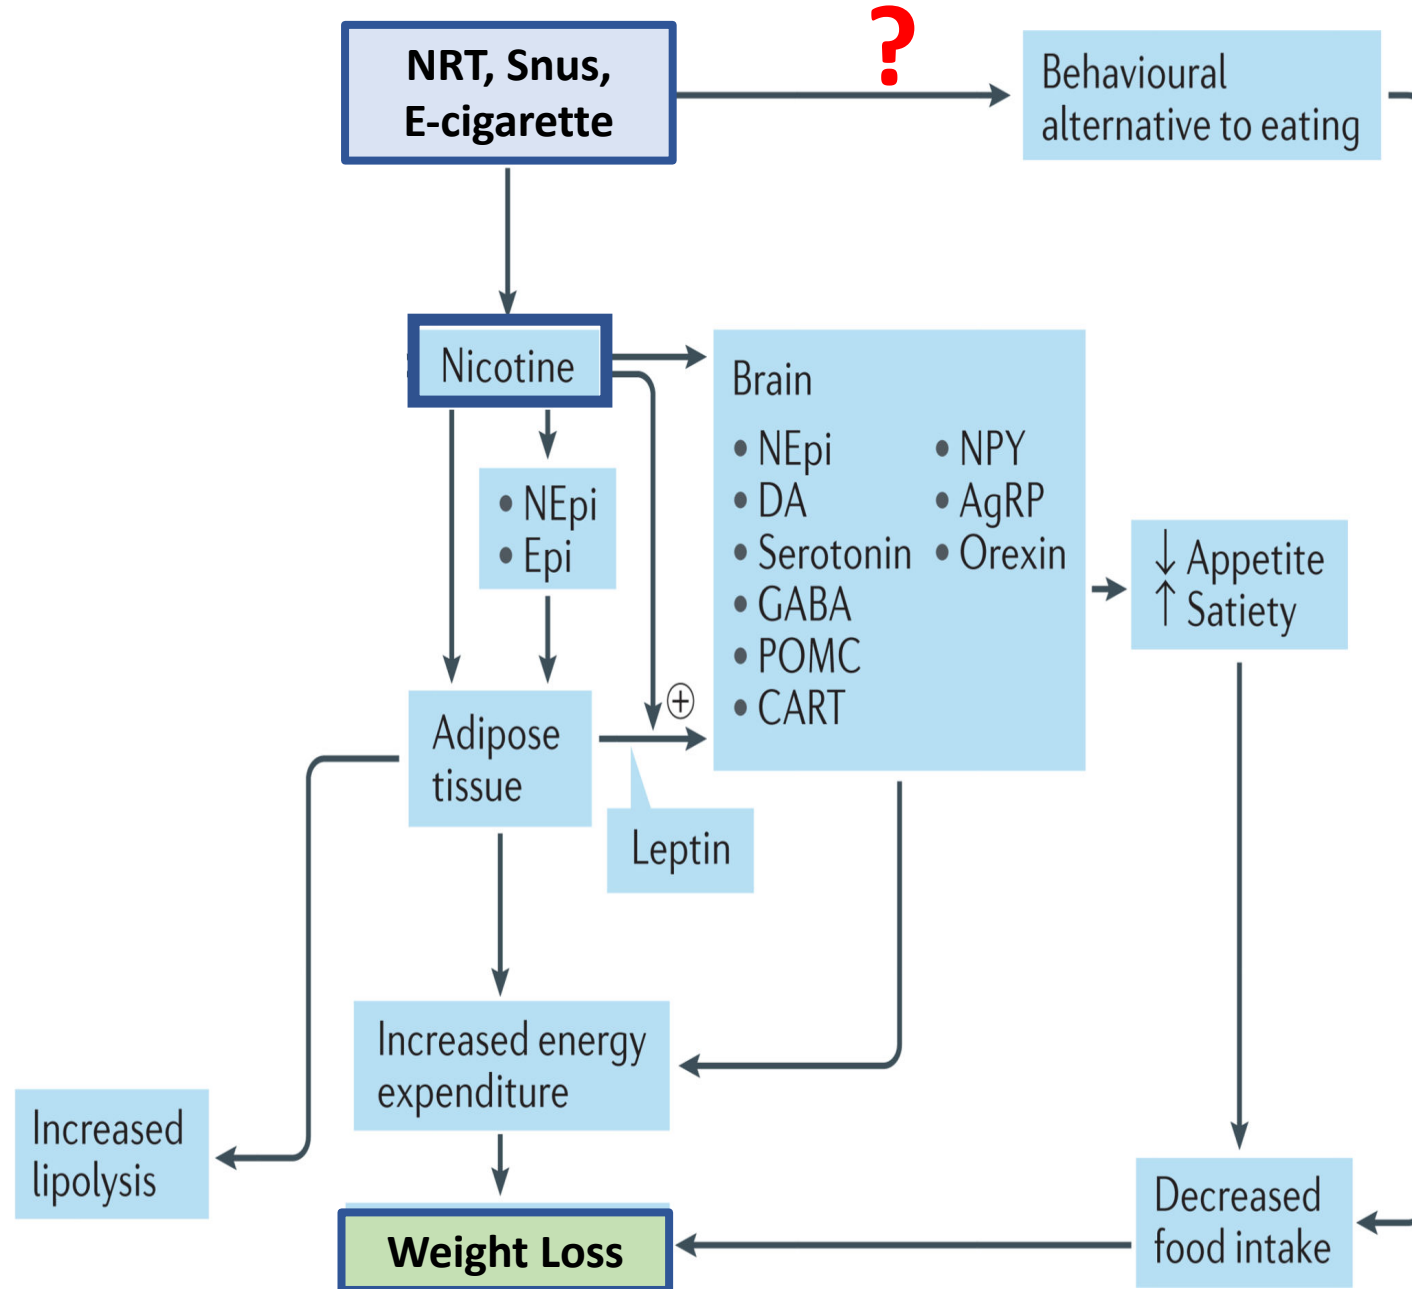 NRT, Snus,
E-cigarette
?
Behavioural
alternative to eating
Nicotine
• NEpi
• Epi
Brain
• NEpi
• DA
• Serotonin
• GABA
• POMC
• CART
• NPY
• AgRP
• Orexin
↓ Appetite
↑ Satiety
Adipose
tissue
+
Leptin
Increased energy
expenditure
Increased
lipolysis
Weight Loss
Decreased
food intake